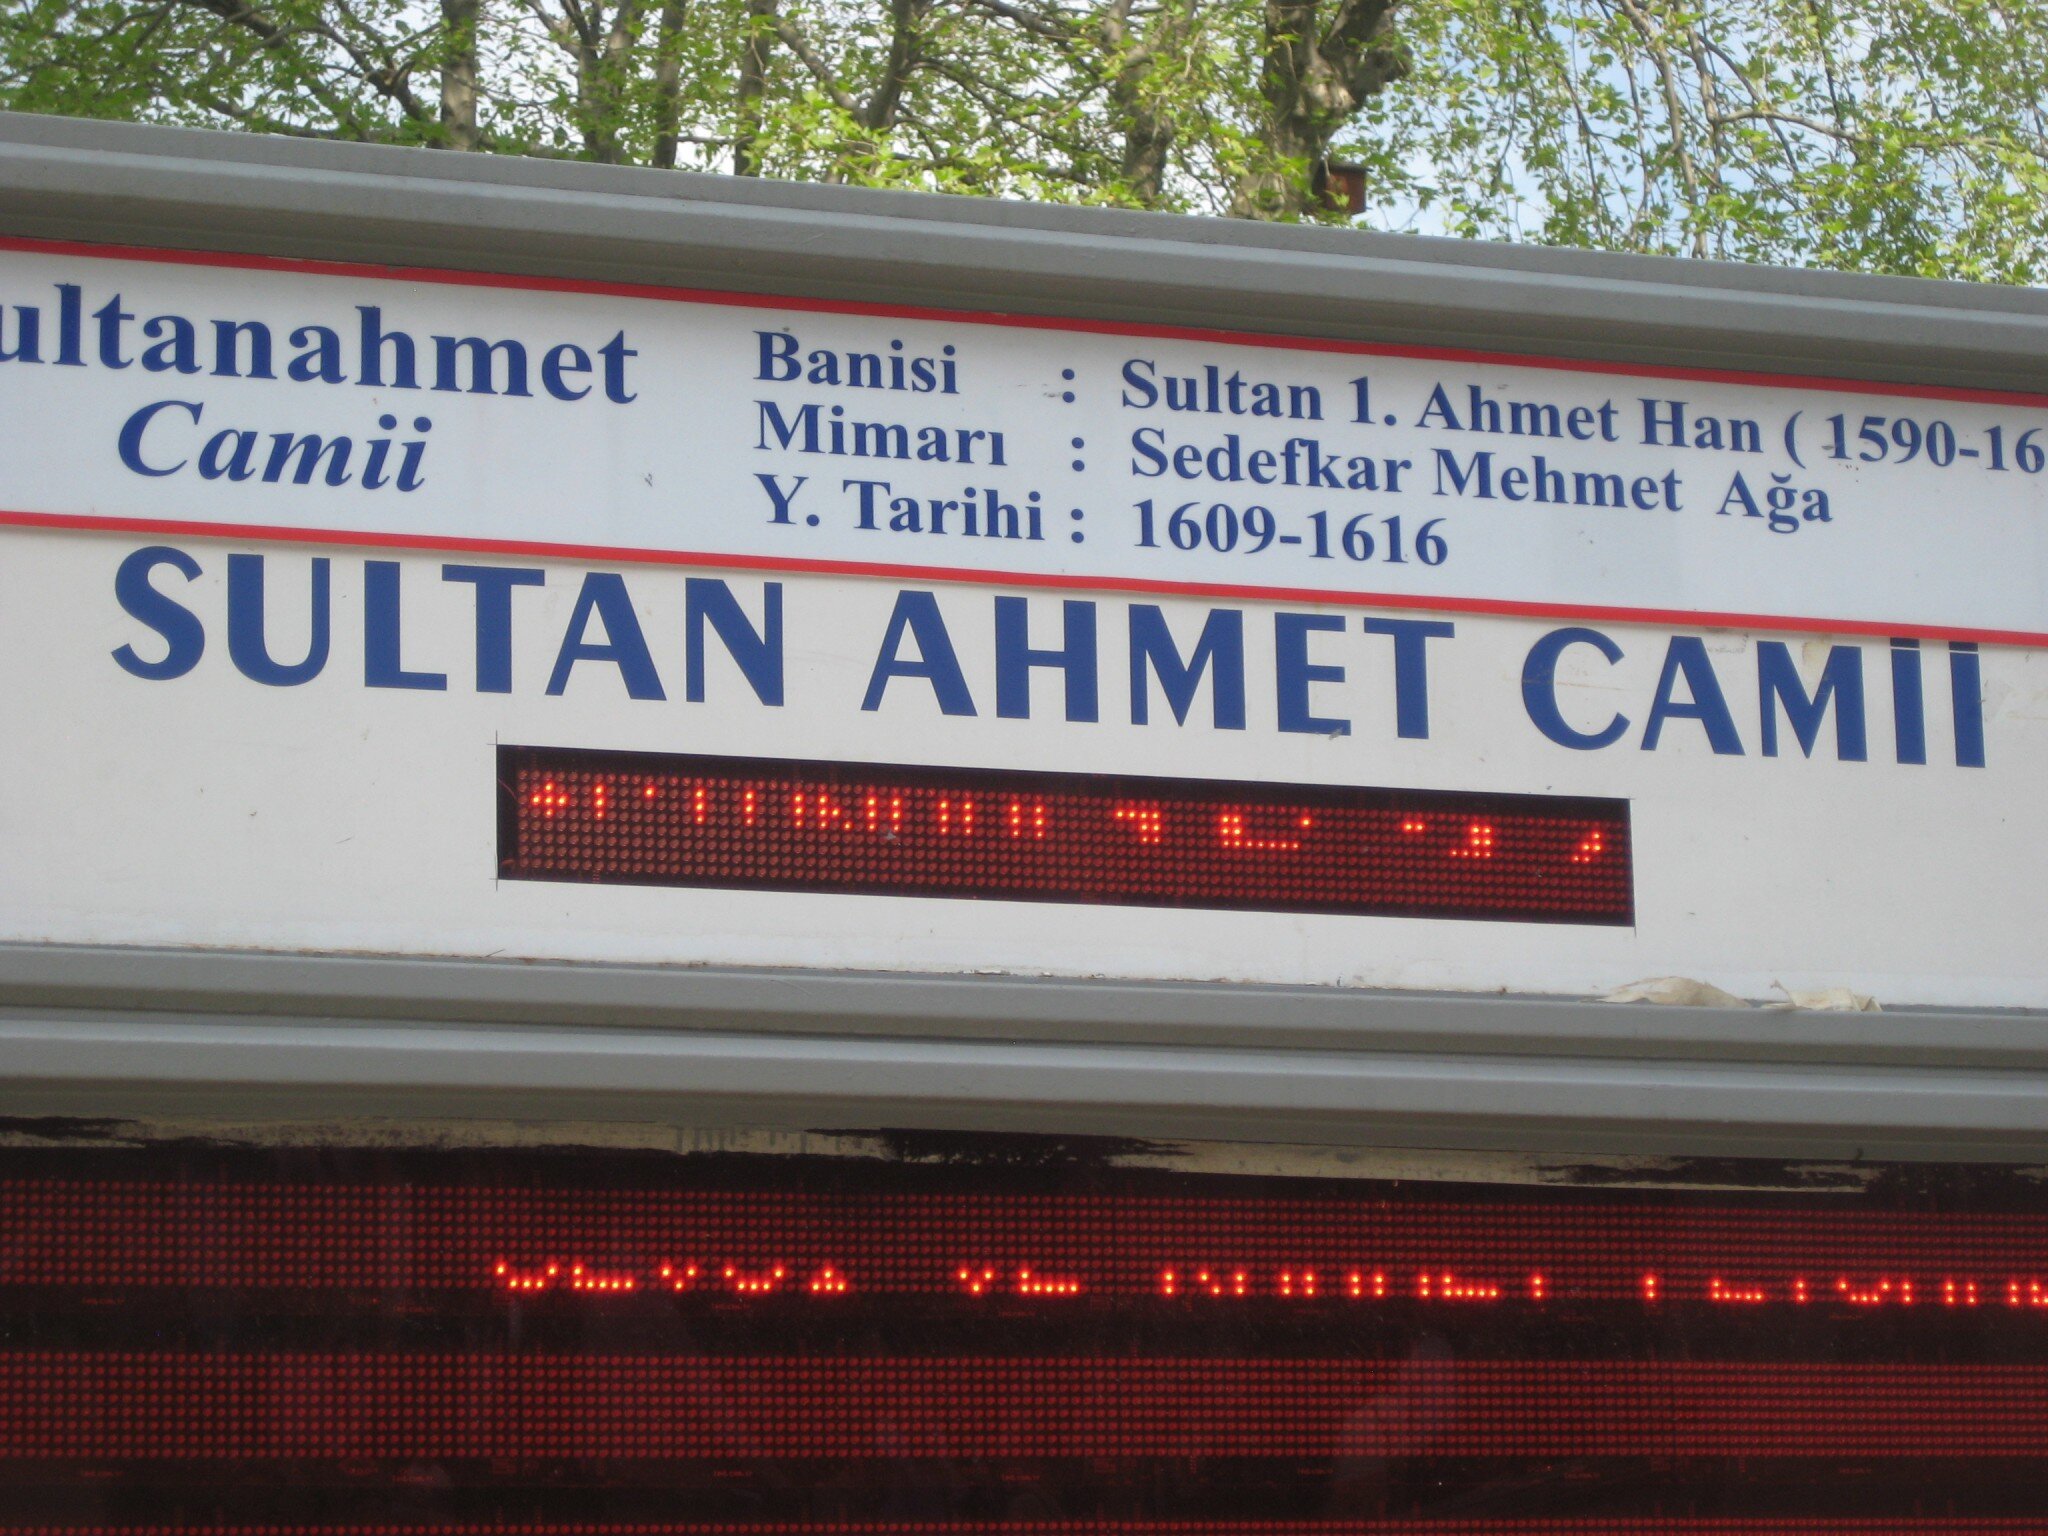 ultanahmet
Camii
Banisi : Sultan 1. Ahmet Han ( 1590-16
Mimarı : Sedefkar Mehmet Ağa
Y. Tarihi : 1609-1616
SULTAN AHMET CAMİİ